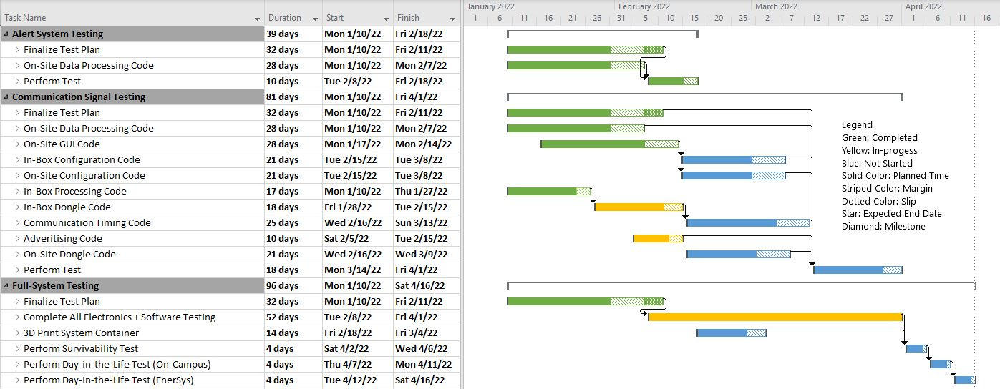 January 2022 February 2022 March 2022 April 2022
Task Name Duration Start Finish 1 6 11 16 21 26 31 5 10 15 20 25 2 7 12 17 22 27 1 6 11 16
Alert System Testing 39 days Mon 1/10/22 Fri 2/18/22
Finalize Test Plan 32 days Mon 1/10/22 Fri 2/11/22
On-Site Data Processing Code 28 days Mon 1/10/22 Mon 2/7/22
Perform Test 10 days Tue 2/8/22 Fri 2/18/22
Communication Signal Testing 81 days Mon 1/10/22 Fri 4/1/22
Finalize Test Plan 32 days Mon 1/10/22 Fri 2/11/22
On-Site Data Processing Code 28 days Mon 1/10/22 Mon 2/7/22
On-Site GUI Code 28 days Mon 1/17/22 Mon 2/14/22
In-Box Configuration Code 21 days Tue 2/15/22 Tue 3/8/22
On-Site Configuration Code 21 days Tue 2/15/22 Tue 3/8/22
In-Box Processing Code 17 days Mon 1/10/22 Thu 1/27/22
In-Box Dongle Code 18 days Fri 1/28/22 Tue 2/15/22
Communication Timing Code 25 days Wed 2/16/22 Sun 3/13/22
Adveritising Code 10 days Sat 2/5/22 Tue 2/15/22
On-Site Dongle Code 21 days Wed 2/16/22 Wed 3/9/22
Perform Test 18 days Mon 3/14/22 Fri 4/1/22
Full-System Testing 96 days Mon 1/10/22 Sat 4/16/22
Finalize Test Plan 32 days Mon 1/10/22 Fri 2/11/22
Complete All Electronics + Software Testing 52 days Tue 2/8/22 Fri 4/1/22
3D Print System Container 14 days Fri 2/18/22 Fri 3/4/22
Perform Survivability Test 4 days Sat 4/2/22 Wed 4/6/22
Perform Day-in-the-Life Test (On-Campus) 4 days Thu 4/7/22 Mon 4/11/22
Perform Day-in-the-Life Test (EnerSys) 4 days Tue 4/12/22 Sat 4/16/22
Legend
Green: Completed
Yellow: In-progess
Blue: Not Started
Solid Color: Planned Time
Striped Color: Margin
Dotted Color: Slip
Star: Expected End Date
Diamond: Milestone